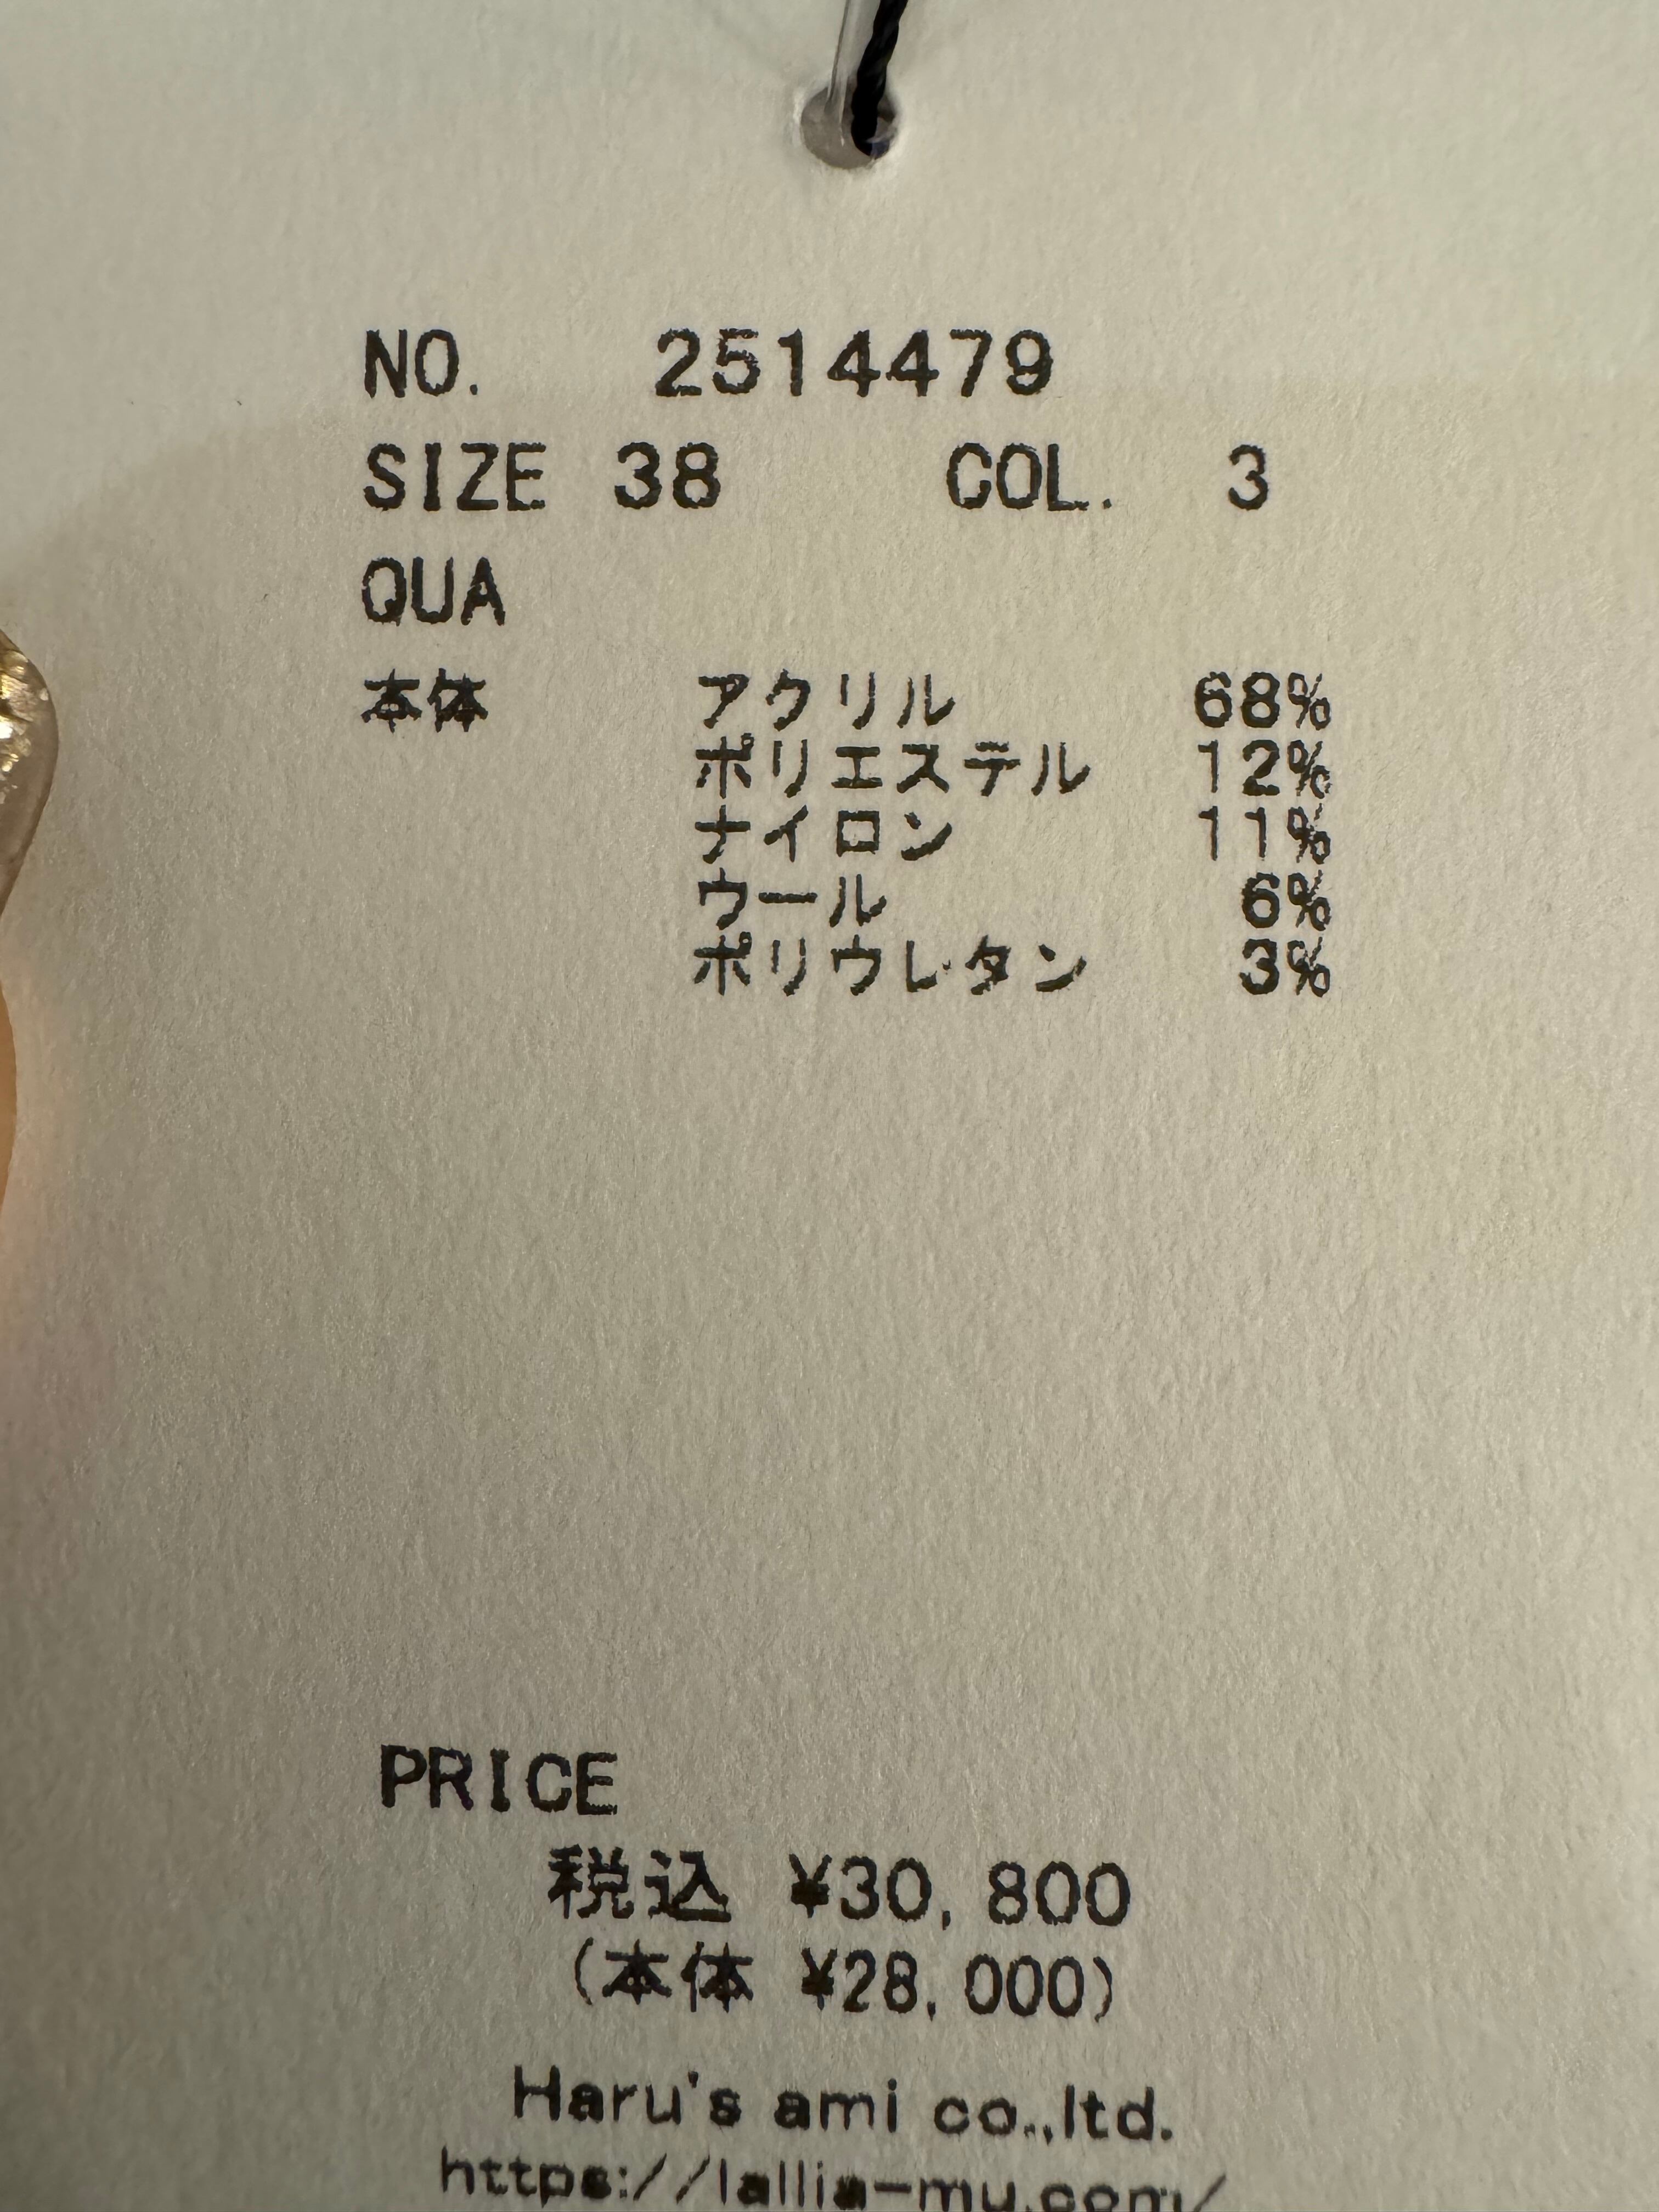 NO. 2514479
SIZE 38 COL. 3
QUA
本体 アクリル 68%
ポリエステル 12%
ナイロン 11%
ウール 6%
ポリウレタン 3%
PRICE
税込 ¥30,800
(本体 ¥28,000)
Haru's ami co.,ltd.
https://lallia-mu.com/